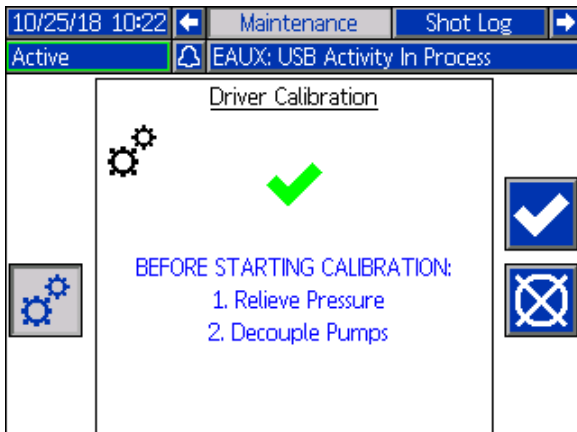 10/25/18 10:22 Maintenance Shot Log
Active EAUX: USB Activity In Process
Driver Calibration
BEFORE STARTING CALIBRATION:
1. Relieve Pressure
2. Decouple Pumps